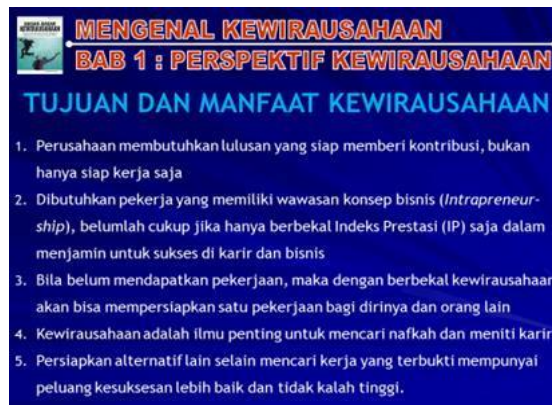 MENGENAL KEWIRAUSAHAAN
BAB 1 : PERSPEKTIF KEWIRAUSAHAAN
TUJUAN DAN MANFAAT KEWIRAUSAHAAN
1. Perusahaan membutuhkan lulusan yang siap memberi kontribusi, bukan
hanya siap kerja saja
2. Dibutuhkan pekerja yang memiliki wawasan konsep bisnis (Intrapreneur-
ship), belumlah cukup jika hanya berbekal Indeks Prestasi (IP) saja dalam
menjamin untuk sukses di karir dan bisnis
3. Bila belum mendapatkan pekerjaan, maka dengan berbekal kewirausahaan
akan bisa mempersiapkan satu pekerjaan bagi dirinya dan orang lain
4. Kewirausahaan adalah ilmu penting untuk mencari nafkah dan meniti karir
5. Persiapkan alternatif lain selain mencari kerja yang terbukti mempunyai
peluang kesuksesan lebih baik dan tidak kalah tinggi.